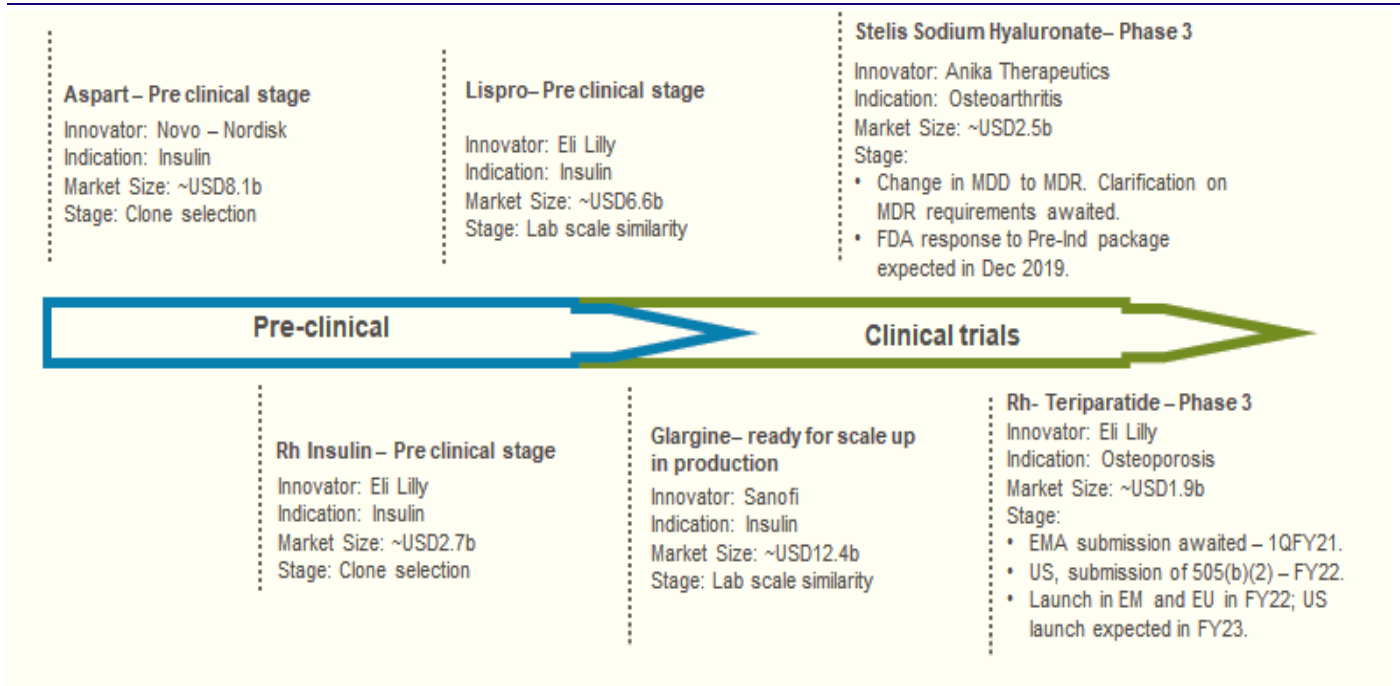 Stelis Sodium Hyaluronate– Phase 3
Innovator: Anika Therapeutics
Indication: Osteoarthritis
Market Size: ~USD2.5b
Stage:
• Change in MDD to MDR. Clarification on
MDR requirements awaited.
• FDA response to Pre-Ind package
expected in Dec 2019.
Aspart – Pre clinical stage
Innovator: Novo – Nordisk
Indication: Insulin
Market Size: ~USD8.1b
Stage: Clone selection
Lispro– Pre clinical stage
Innovator: Eli Lilly
Indication: Insulin
Market Size: ~USD6.6b
Stage: Lab scale similarity
Pre-clinical
Clinical trials
Rh Insulin – Pre clinical stage
Innovator: Eli Lilly
Indication: Insulin
Market Size: ~USD2.7b
Stage: Clone selection
Glargine– ready for scale up
in production
Innovator: Sanofi
Indication: Insulin
Market Size: ~USD12.4b
Stage: Lab scale similarity
Rh- Teriparatide – Phase 3
Innovator: Eli Lilly
Indication: Osteoporosis
Market Size: ~USD1.9b
Stage:
• EMA submission awaited – 1QFY21.
• US, submission of 505(b)(2) – FY22.
• Launch in EM and EU in FY22; US
launch expected in FY23.